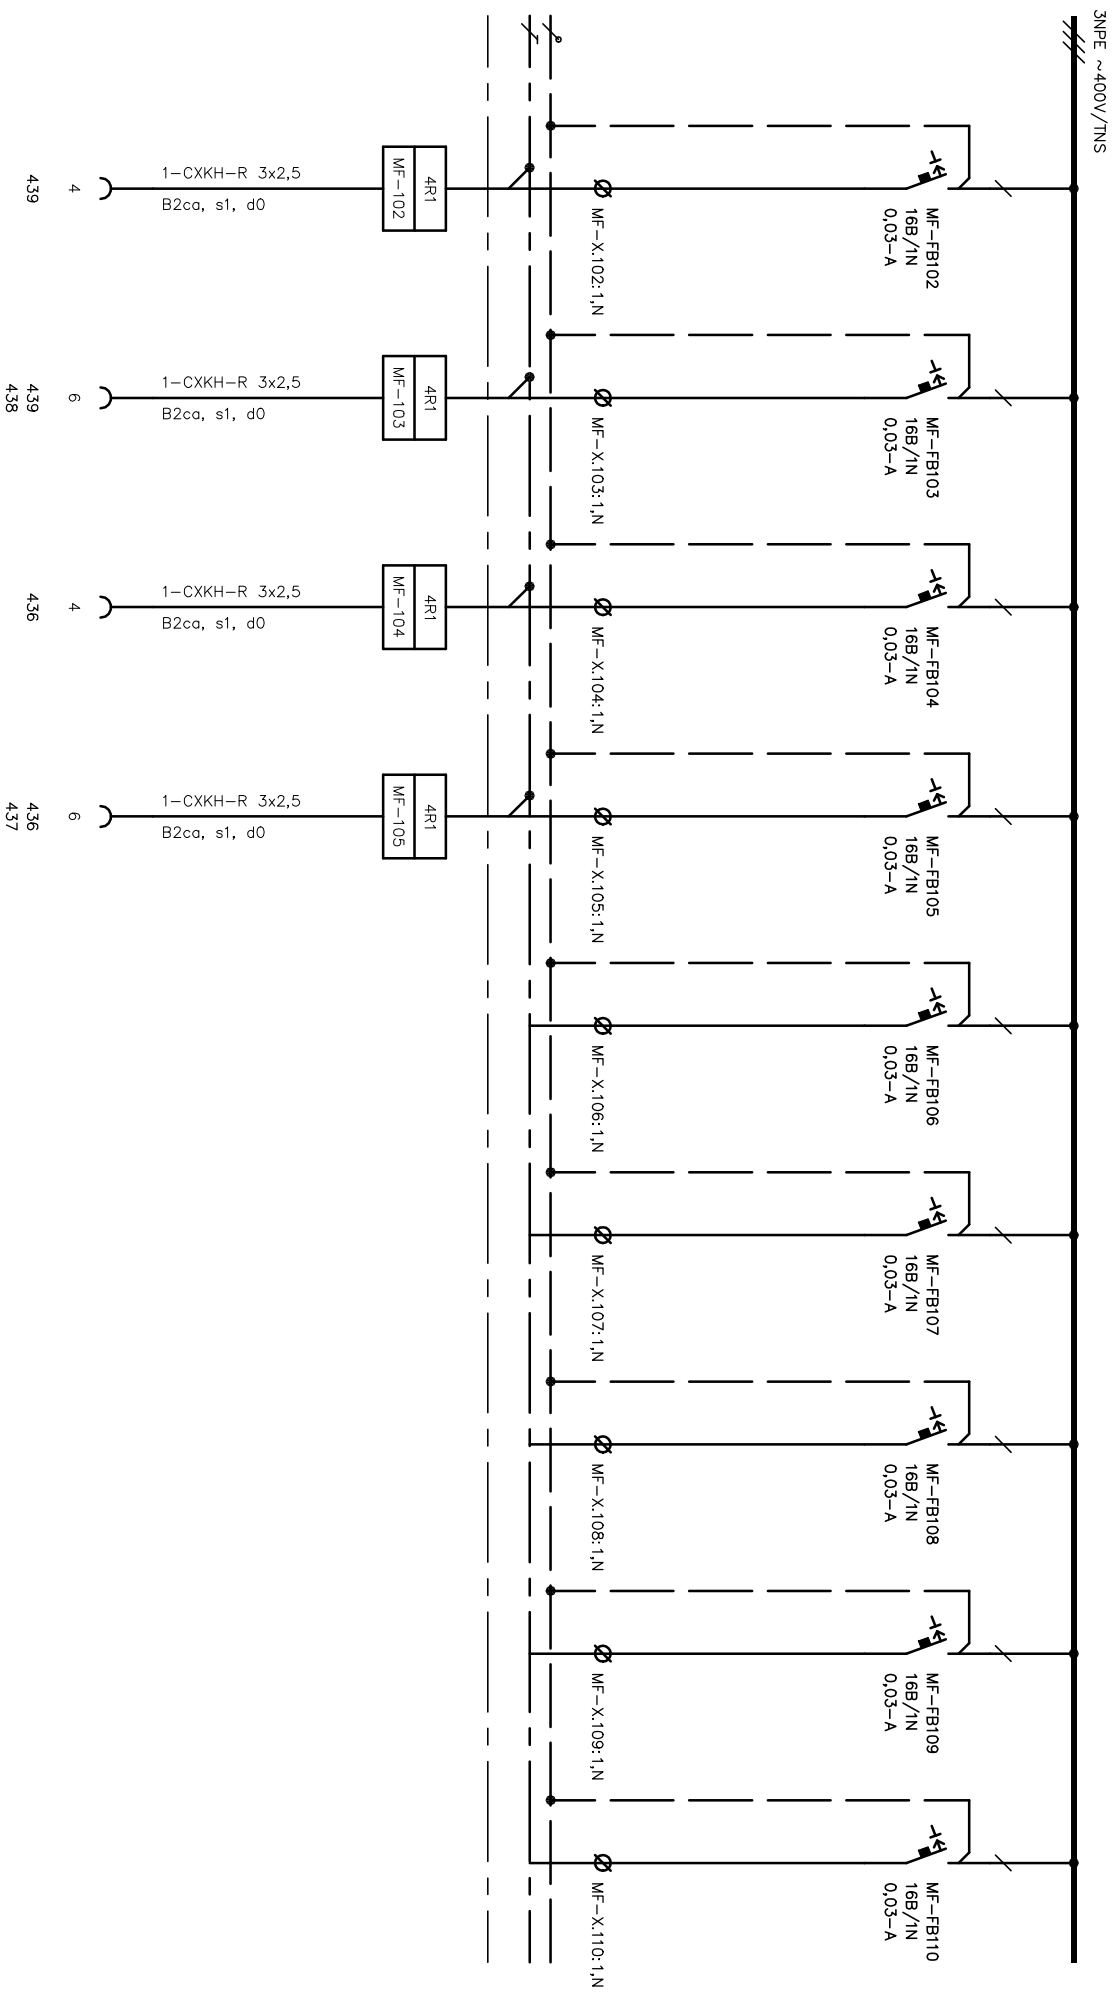 3NPE ~400V/TNS
MF-FB102
16B/1N
0,03-A
MF-X.102:1,N
4R1
MF-102
1-CXKH-R 3x2,5
B2ca, s1, d0
4
439
MF-FB103
16B/1N
0,03-A
MF-X.103:1,N
4R1
MF-103
1-CXKH-R 3x2,5
B2ca, s1, d0
6
439
438
MF-FB104
16B/1N
0,03-A
MF-X.104:1,N
4R1
MF-104
1-CXKH-R 3x2,5
B2ca, s1, d0
4
436
MF-FB105
16B/1N
0,03-A
MF-X.105:1,N
4R1
MF-105
1-CXKH-R 3x2,5
B2ca, s1, d0
6
436
437
MF-FB106
16B/1N
0,03-A
MF-X.106:1,N
MF-FB107
16B/1N
0,03-A
MF-X.107:1,N
MF-FB108
16B/1N
0,03-A
MF-X.108:1,N
MF-FB109
16B/1N
0,03-A
MF-X.109:1,N
MF-FB110
16B/1N
0,03-A
MF-X.110:1,N